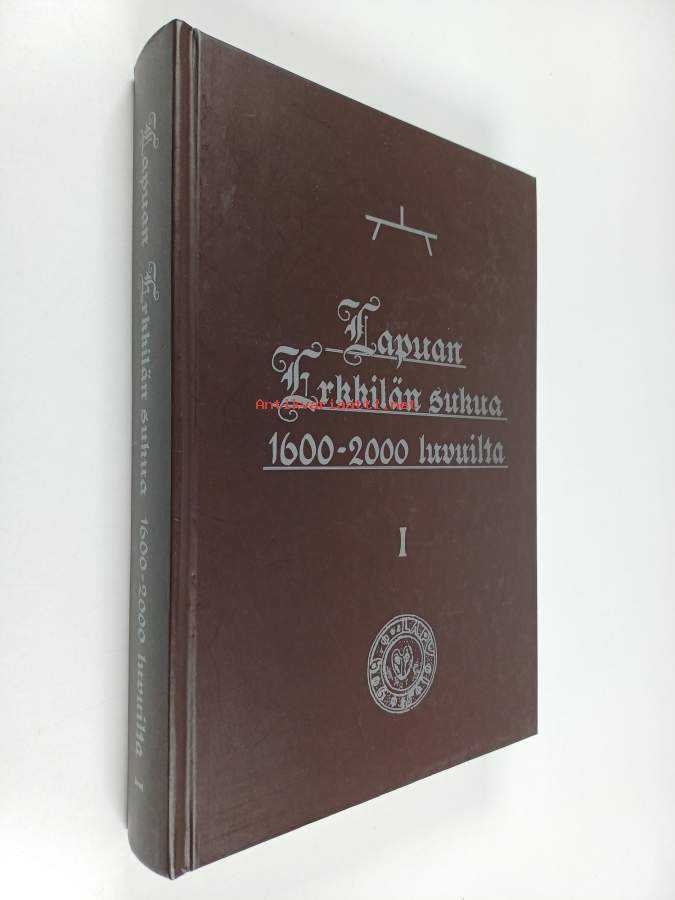 Lapuan Erkkilän sukua 1600-2000 luvuilta I
Lapuan
Erkkilän sukua
Antikvariaatti.net
1600-2000 luvuilta
I